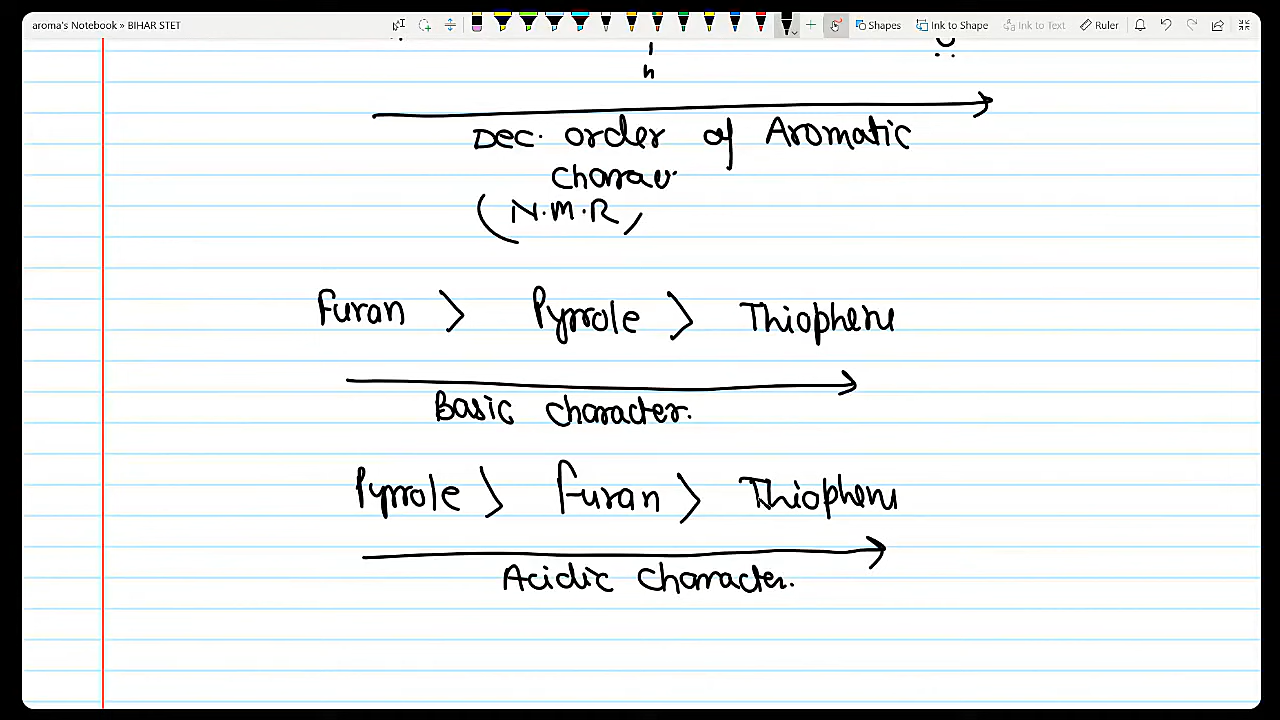 aroma's Notebook » BIHAR STET
Shapes Ink to Shape Ink to Text Ruler
h
Dec. order of Aromatic
(N.M.R,
Furan > Pyrrole > Thiophene
Basic character.
Pyrrole > Furan > Thiophene
Acidic character.